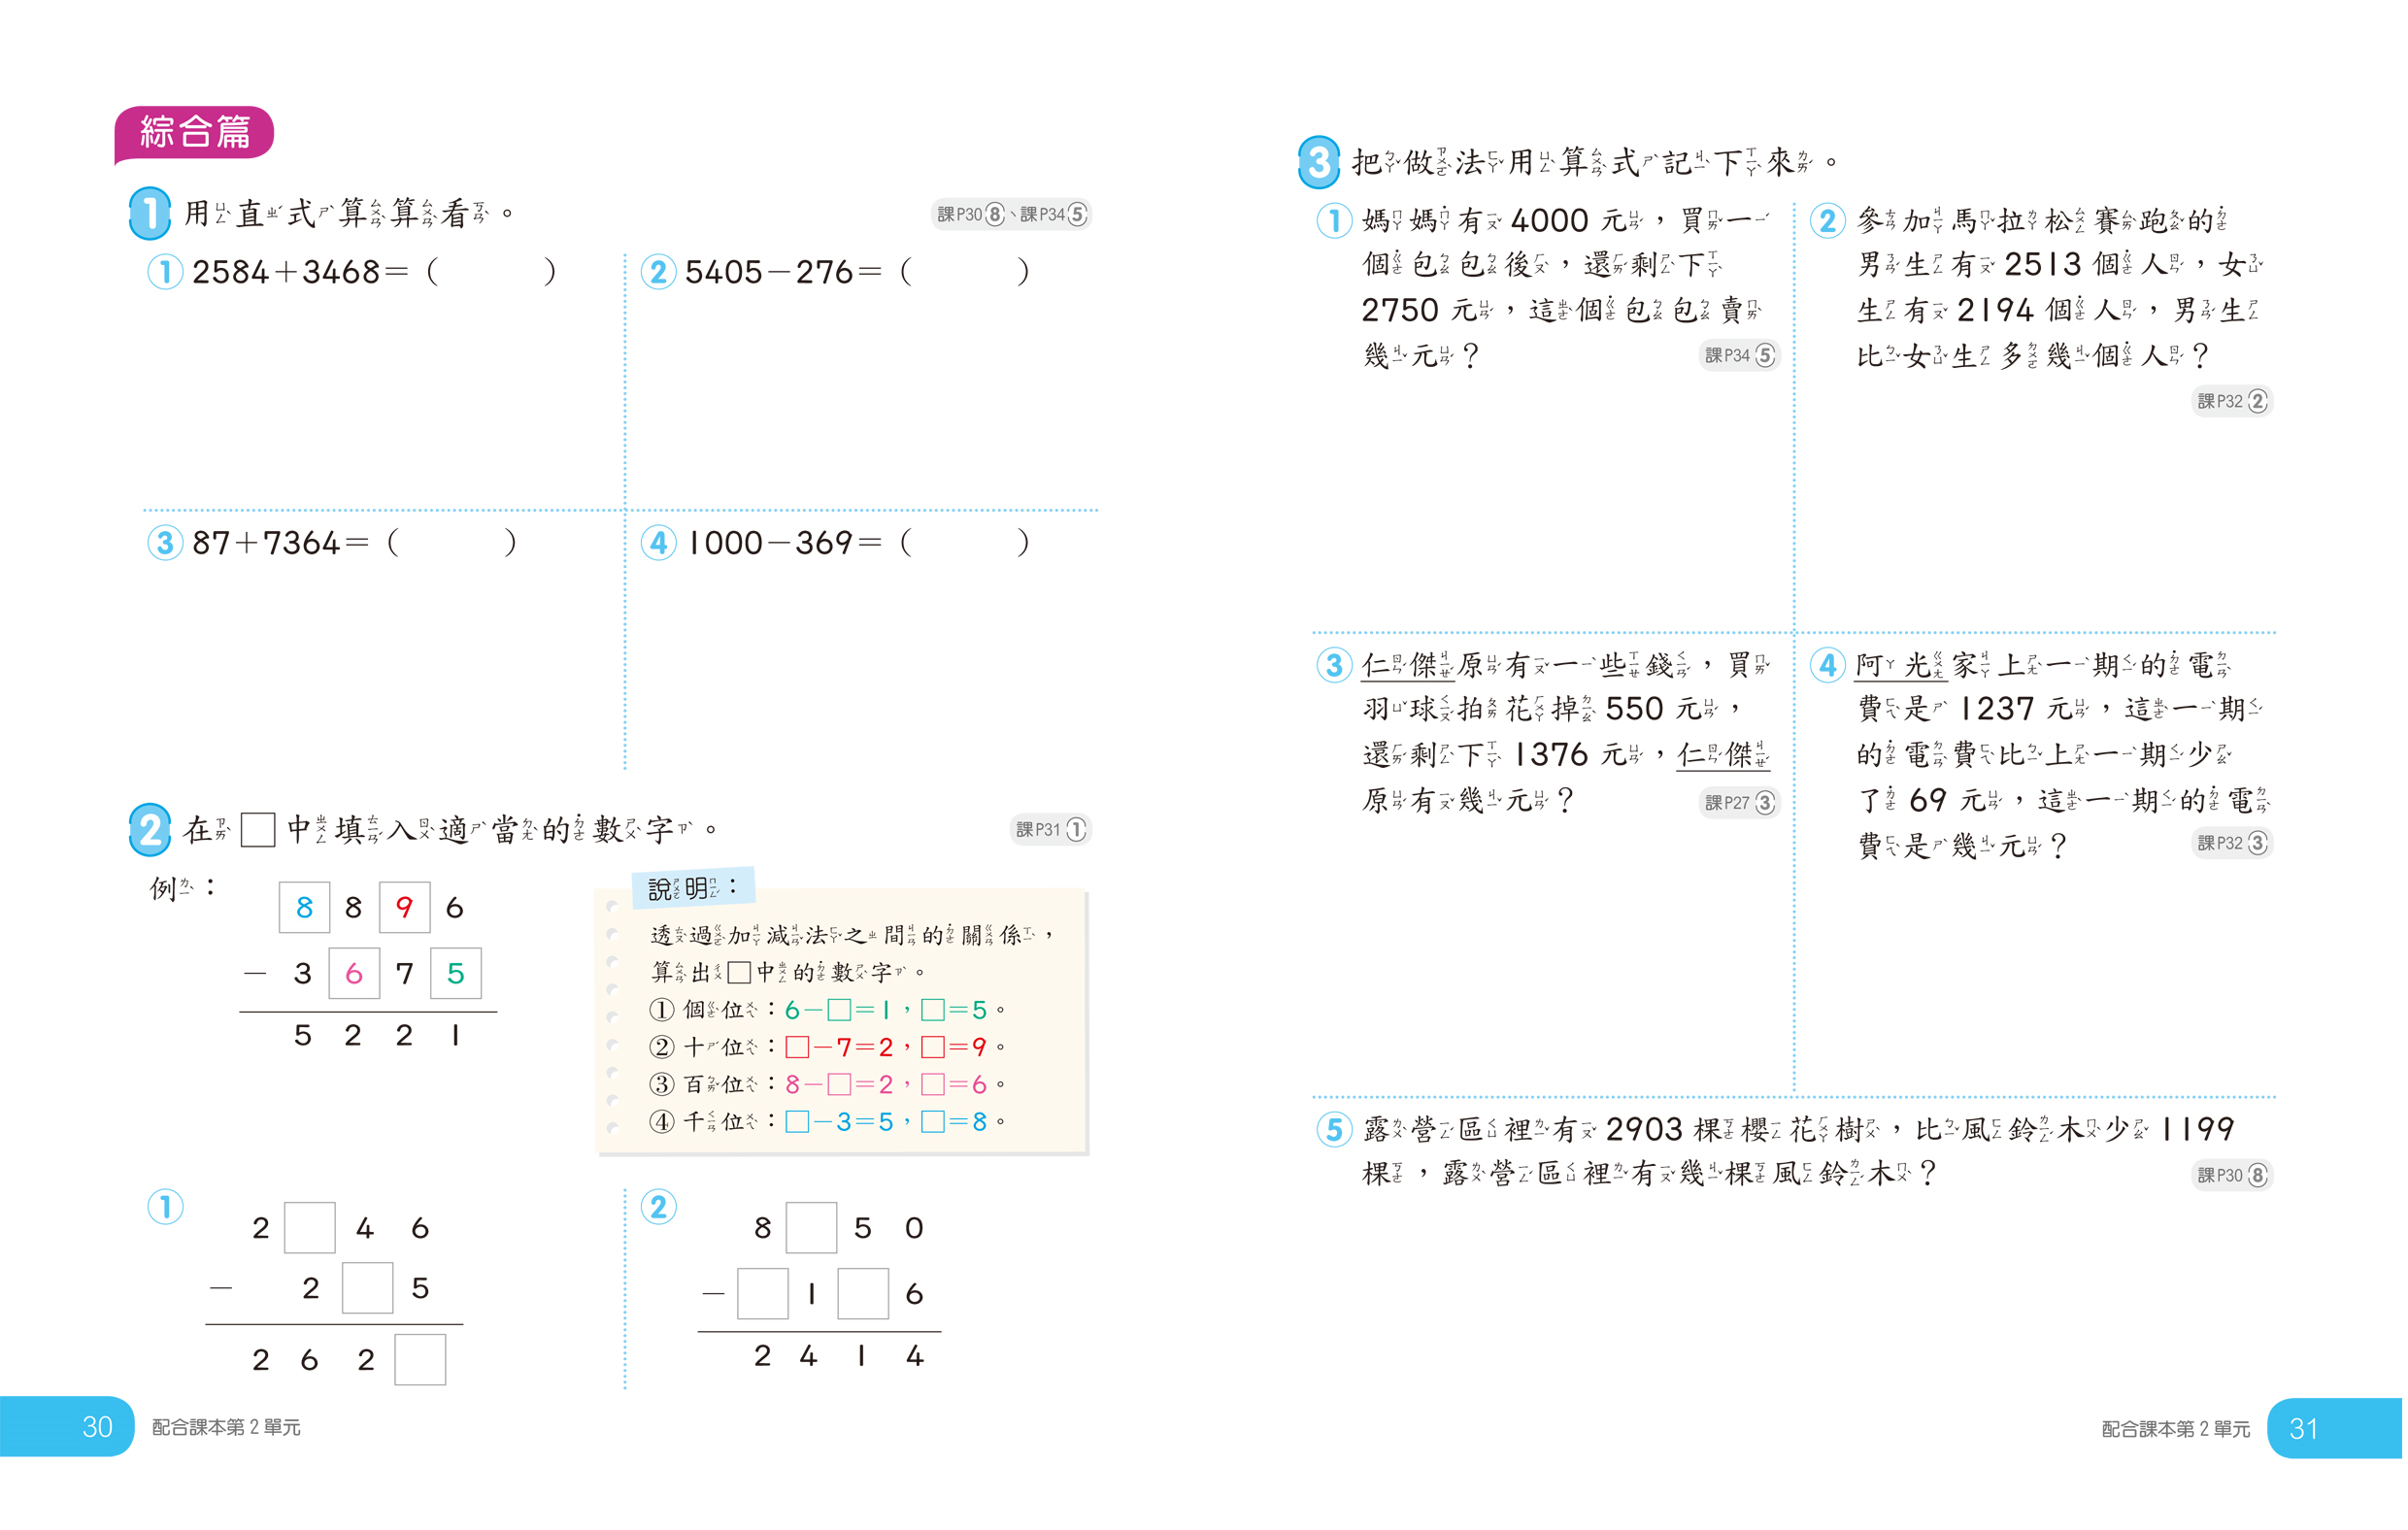 綜合篇
1 用直式算算看。 課P30⑧、課P34⑤
① 2584+3468=（ ）
② 5405-276=（ ）
③ 87+7364=（ ）
④ 1000-369=（ ）
2 在□中填入適當的數字。 課P31①
例：
8 8 9 6
- 3 6 7 5
5 2 2 1
說明：
透過加減法之間的關係，
算出□中的數字。
① 個位：6-□=1，□=5。
② 十位：□-7=2，□=9。
③ 百位：8-□=2，□=6。
④ 千位：□-3=5，□=8。
①
2 □ 4 6
- 2 □ 5
2 6 2 □
②
8 □ 5 0
- □ 1 □ 6
2 4 1 4
30 配合課本第2單元
3 把做法用算式記下來。
① 媽媽有 4000 元，買一
個包包後，還剩下
2750 元，這個包包賣
幾元？ 課P34⑤
② 參加馬拉松賽跑的
男生有 2513 個人，女
生有 2194 個人，男生
比女生多幾個人？
課P32②
③ 仁傑原有一些錢，買
羽球拍花掉 550 元，
還剩下 1376 元，仁傑
原有幾元？ 課P27③
④ 阿光家上一期的電
費是 1237 元，這一期
的電費比上一期少
了 69 元，這一期的電
費是幾元？ 課P32③
⑤ 露營區裡有 2903 棵櫻花樹，比風鈴木少 1199
棵，露營區裡有幾棵風鈴木？ 課P30⑧
配合課本第2單元 31